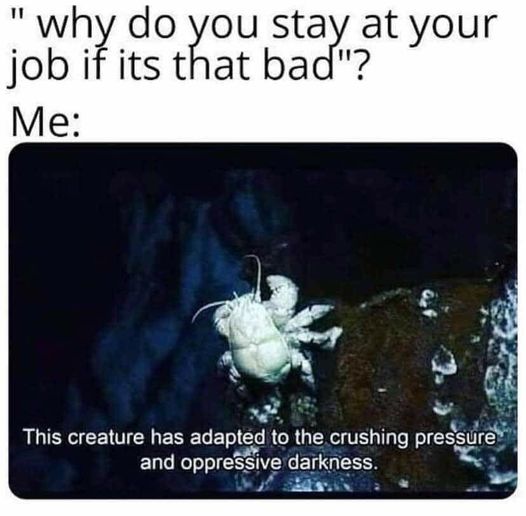 " why do you stay at your
job if its that bad"?
Me:
This creature has adapted to the crushing pressure
and oppressive darkness.